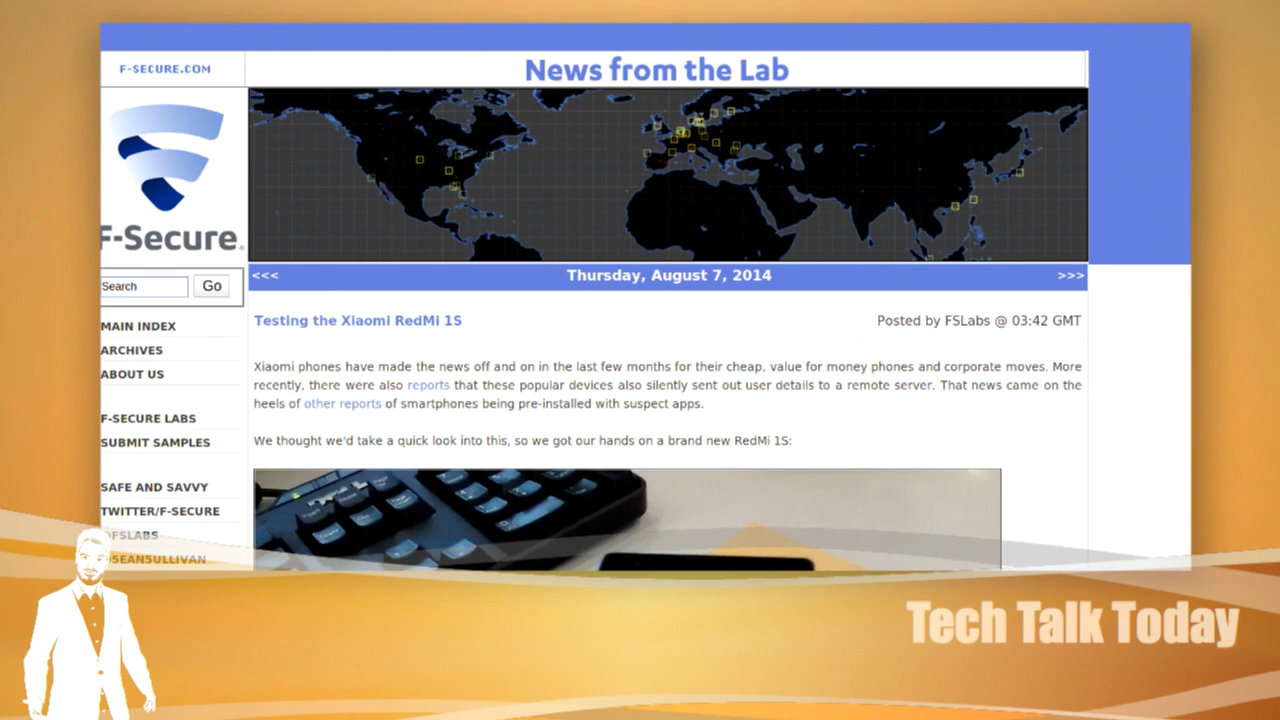 F-SECURE.COM
News from the Lab
F-Secure.
Search
Go
<<<
Thursday, August 7, 2014
>>>
MAIN INDEX
ARCHIVES
ABOUT US
F-SECURE LABS
SUBMIT SAMPLES
SAFE AND SAVVY
TWITTER/F-SECURE
FSLABS
5EAN5ULLIVAN
Testing the Xiaomi RedMi 1S
Posted by FSLabs @ 03:42 GMT
Xiaomi phones have made the news off and on in the last few months for their cheap, value for money phones and corporate moves. More
recently, there were also reports that these popular devices also silently sent out user details to a remote server. That news came on the
heels of other reports of smartphones being pre-installed with suspect apps.
We thought we'd take a quick look into this, so we got our hands on a brand new RedMi 1S:
Tech Talk Today